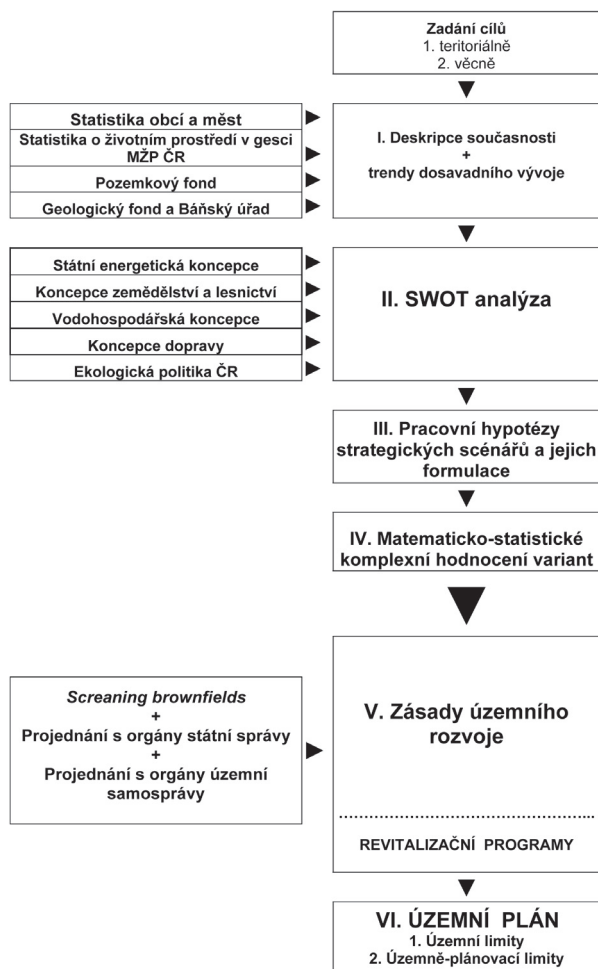 Zadání cílů
1. teritoriálně
2. věcně
Statistika obcí a měst
Statistika o životním prostředí v gesci
MŽP ČR
Pozemkový fond
Geologický fond a Báňský úřad
I. Deskripce současnosti
+
trendy dosavadního vývoje
Státní energetická koncepce
Koncepce zemědělství a lesnictví
Vodohospodářská koncepce
Koncepce dopravy
Ekologická politika ČR
II. SWOT analýza
III. Pracovní hypotézy
strategických scénářů a jejich
formulace
IV. Matematicko-statistické
komplexní hodnocení variant
Screaning brownfields
+
Projednání s orgány státní správy
+
Projednání s orgány územní
samosprávy
V. Zásady územního
rozvoje
REVITALIZAČNÍ PROGRAMY
VI. ÚZEMNÍ PLÁN
1. Územní limity
2. Územně-plánovací limity